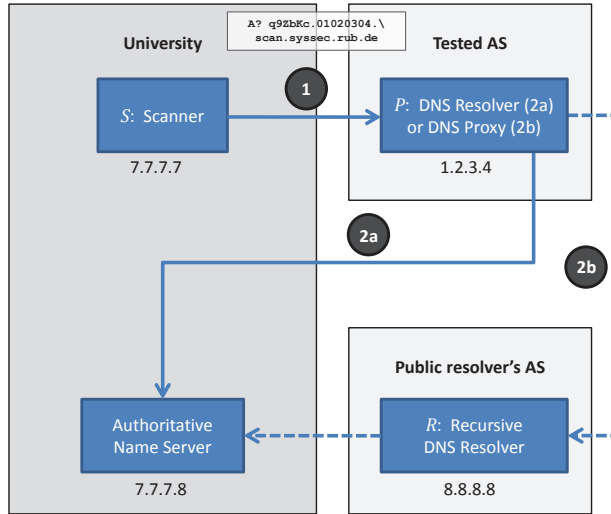 A? q9ZbKc.01020304.\
scan.syssec.rub.de
University
Tested AS
1
S: Scanner
P: DNS Resolver (2a)
or DNS Proxy (2b)
7.7.7.7
1.2.3.4
2a
2b
Public resolver's AS
Authoritative
Name Server
R: Recursive
DNS Resolver
7.7.7.8
8.8.8.8